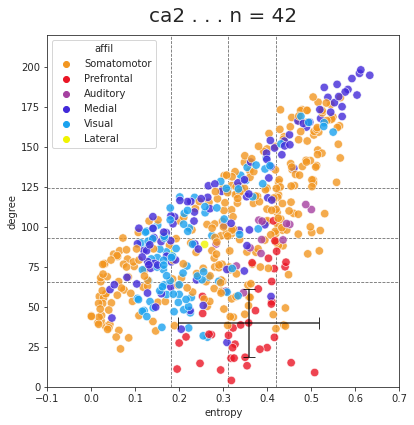 ca2 . . . n = 42
affil
Somatomotor
Prefrontal
Auditory
Medial
Visual
Lateral
200
175
150
125
100
75
50
25
0
degree
-0.1 0.0 0.1 0.2 0.3 0.4 0.5 0.6 0.7
entropy